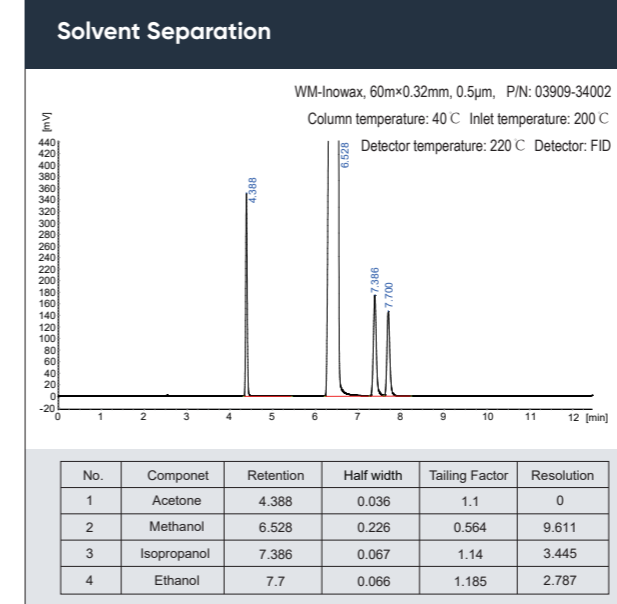 Solvent Separation
WM-Inowax, 60m×0.32mm, 0.5μm, P/N: 03909-34002
Column temperature: 40℃ Inlet temperature: 200℃
Detector temperature: 220℃ Detector: FID
[mV]
440
420
400
380
360
340
320
300
280
260
240
220
200
180
160
140
120
100
80
60
40
20
0
-20
4.388
6.528
7.386
7.700
0 1 2 3 4 5 6 7 8 9 10 11 12 [min]
No. Componet Retention Half width Tailing Factor Resolution
1 Acetone 4.388 0.036 1.1 0
2 Methanol 6.528 0.226 0.564 9.611
3 Isopropanol 7.386 0.067 1.14 3.445
4 Ethanol 7.7 0.066 1.185 2.787